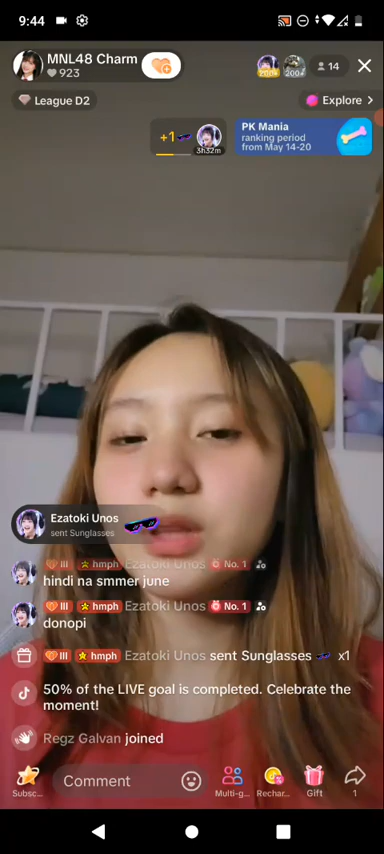 9:44
MNL48 Charm
923
200+
14
League D2
Explore >
+1
3h32m
PK Mania
ranking period
from May 14-20
Ezatoki Unos
sent Sunglasses
III hmph Ezatoki Unos No. 1
hindi na smmer june
III hmph Ezatoki Unos No. 1
donopi
III hmph Ezatoki Unos sent Sunglasses x1
50% of the LIVE goal is completed. Celebrate the
moment!
Regz Galvan joined
Comment
Subsc... Multi-g... Rechar... Gift 1